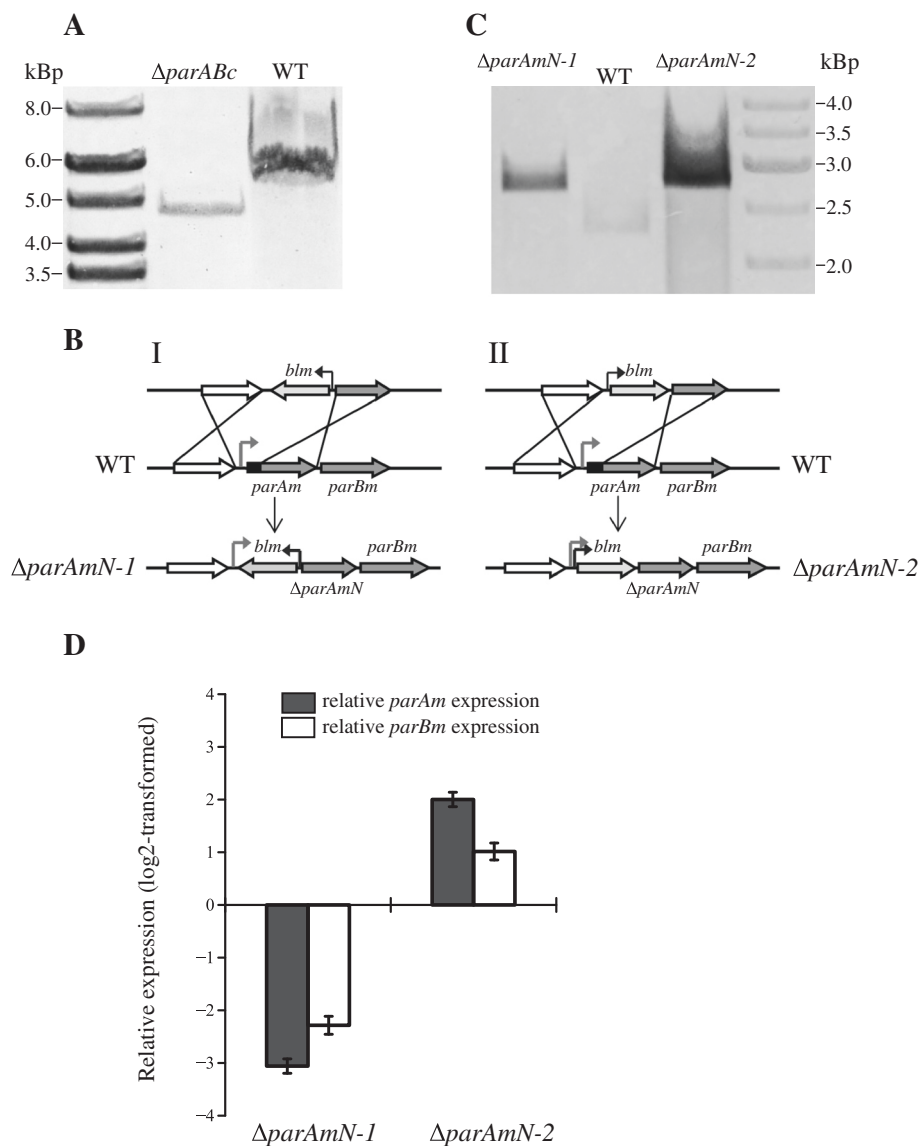 A
kBp
ΔparABc
WT
8.0
6.0
5.0
4.0
3.5
C
ΔparAmN-1
WT
ΔparAmN-2
kBp
4.0
3.5
3.0
2.5
2.0
B
I
blm
WT
parAm
parBm
ΔparAmN-1
blm
parBm
ΔparAmN
II
blm
WT
parAm
parBm
ΔparAmN-2
blm
parBm
ΔparAmN
D
Relative expression (log2-transformed)
4
3
2
1
0
−1
−2
−3
−4
relative parAm expression
relative parBm expression
ΔparAmN-1
ΔparAmN-2